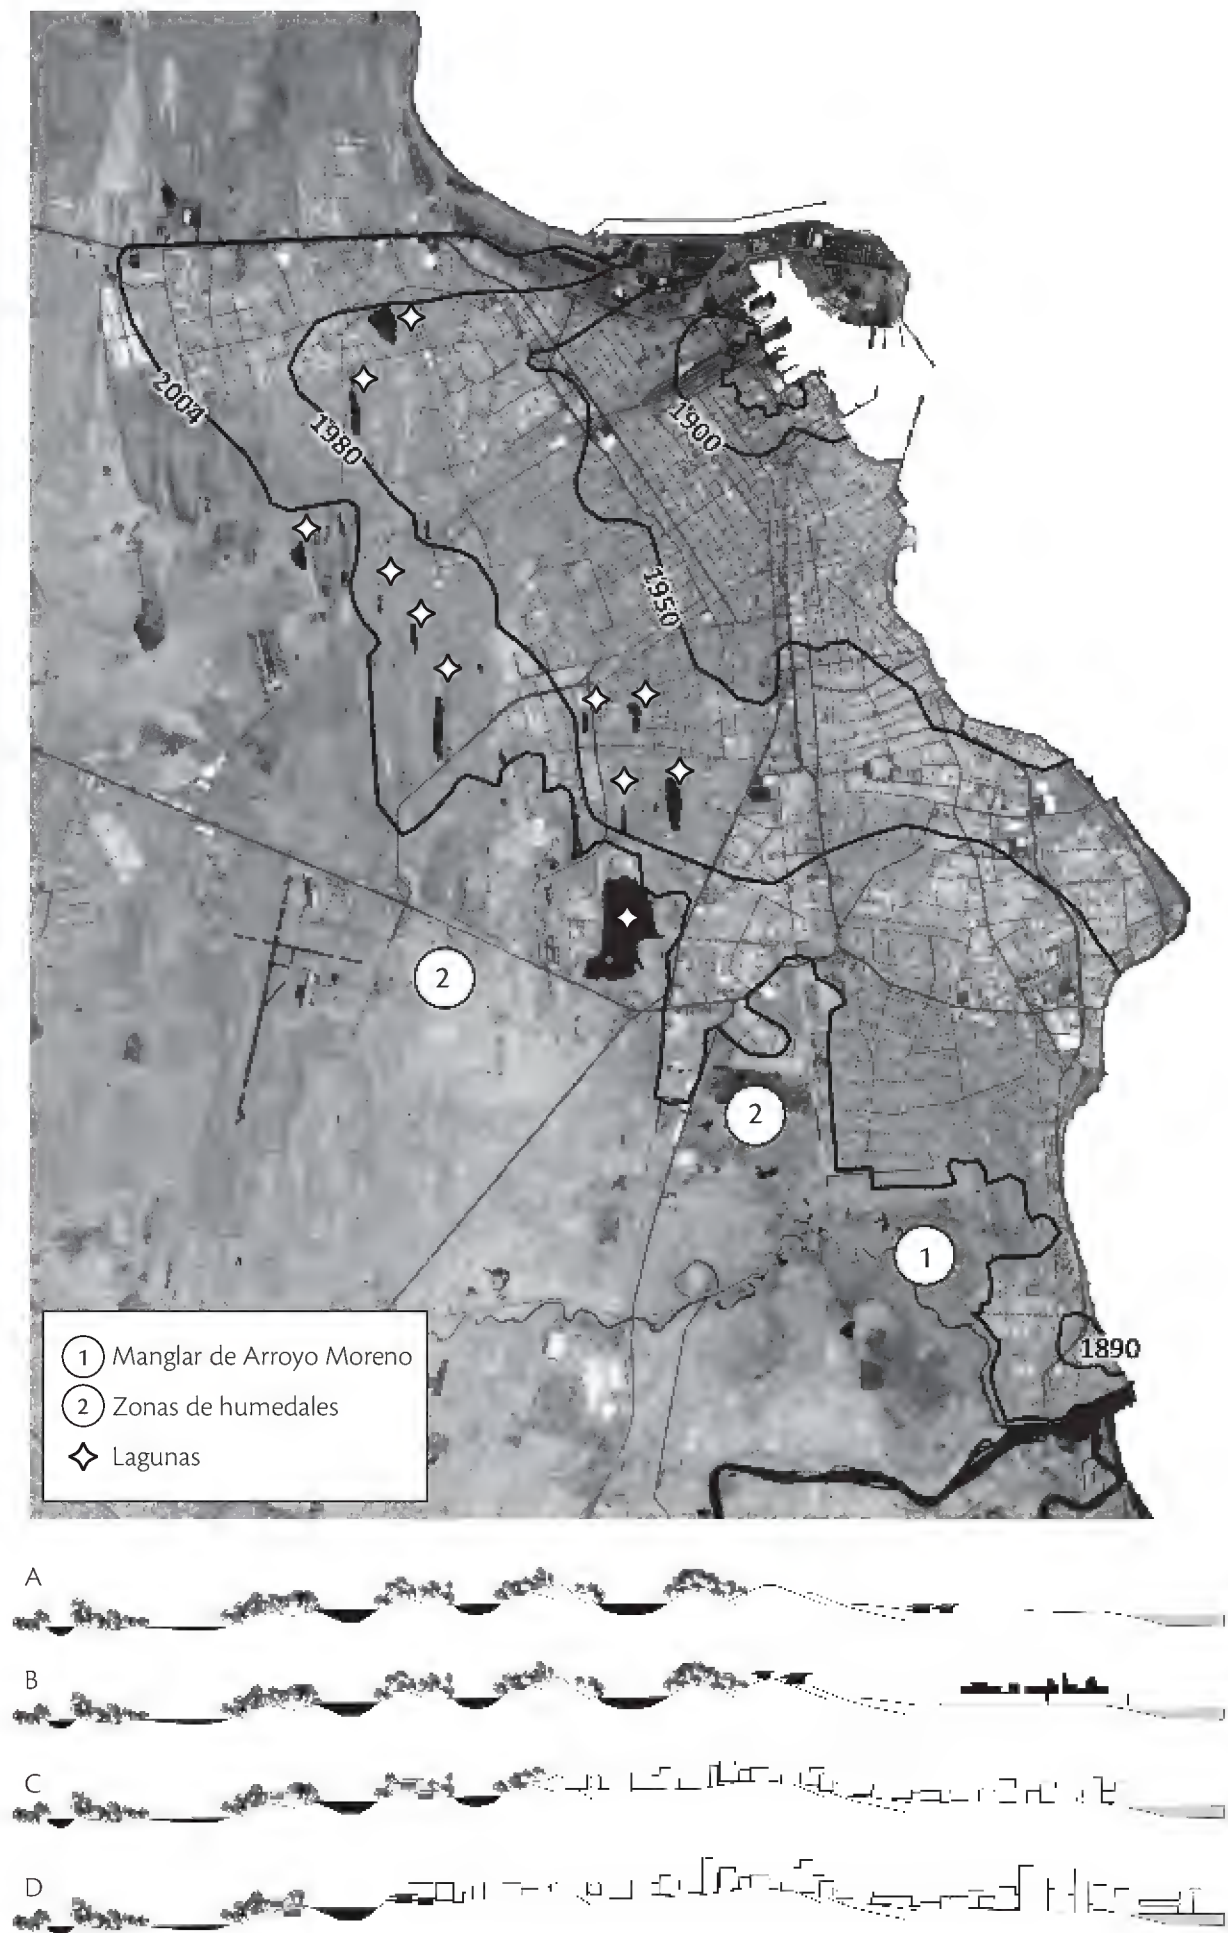 2004
1980
1900
1950
2
2
1
1890
1 Manglar de Arroyo Moreno
2 Zonas de humedales
Lagunas
A
B
C
D